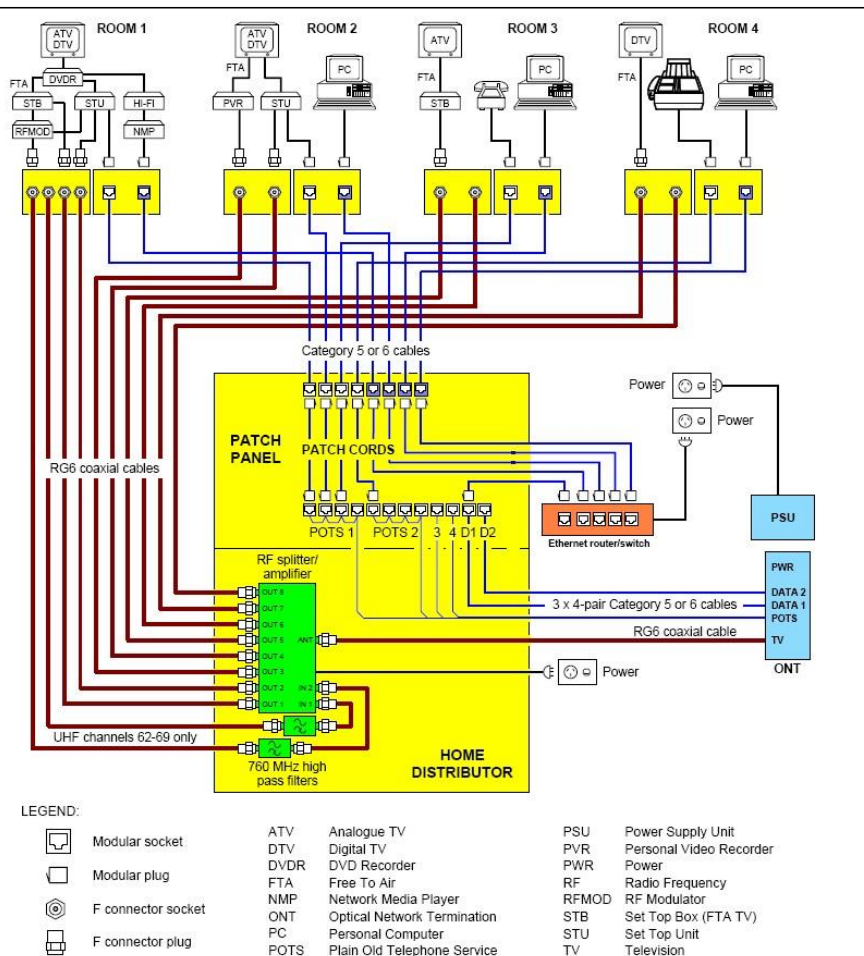 ROOM 1
ROOM 2
ROOM 3
ROOM 4
ATV
DTV
ATV
DTV
ATV
DTV
FTA
DVDR
FTA
PC
FTA
PC
FTA
PC
STB
STU
HI-FI
PVR
STU
STB
RFMOD
NMP
Category 5 or 6 cables
Power
Power
PATCH
PANEL
PATCH CORDS
RG6 coaxial cables
PSU
POTS 1
POTS 2
3
4
D1
D2
Ethernet router/switch
RF splitter/
amplifier
PWR
OUT 8
DATA 2
OUT 7
3 x 4-pair Category 5 or 6 cables
DATA 1
OUT 6
POTS
RG6 coaxial cable
OUT 5
ANT
TV
OUT 4
ONT
OUT 3
Power
OUT 2
IN 2
OUT 1
IN 1
UHF channels 62-69 only
760 MHz high
pass filters
HOME
DISTRIBUTOR
LEGEND:
Modular socket
Modular plug
F connector socket
F connector plug
ATV Analogue TV
DTV Digital TV
DVDR DVD Recorder
FTA Free To Air
NMP Network Media Player
ONT Optical Network Termination
PC Personal Computer
POTS Plain Old Telephone Service
PSU Power Supply Unit
PVR Personal Video Recorder
PWR Power
RF Radio Frequency
RFMOD RF Modulator
STB Set Top Box (FTA TV)
STU Set Top Unit
TV Television